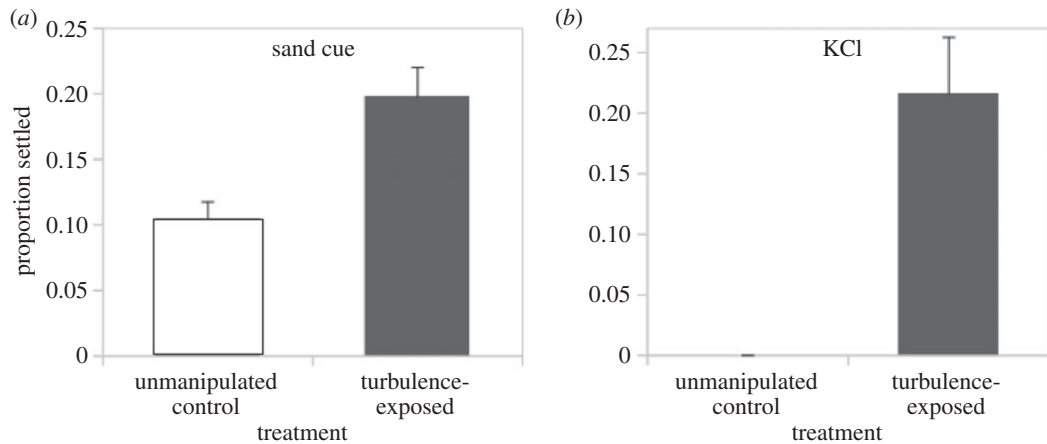 (a)
sand cue
proportion settled
0.25
0.20
0.15
0.10
0.05
0
unmanipulated
control
turbulence-
exposed
treatment
(b)
KCl
0.25
0.20
0.15
0.10
0.05
0
unmanipulated
control
turbulence-
exposed
treatment